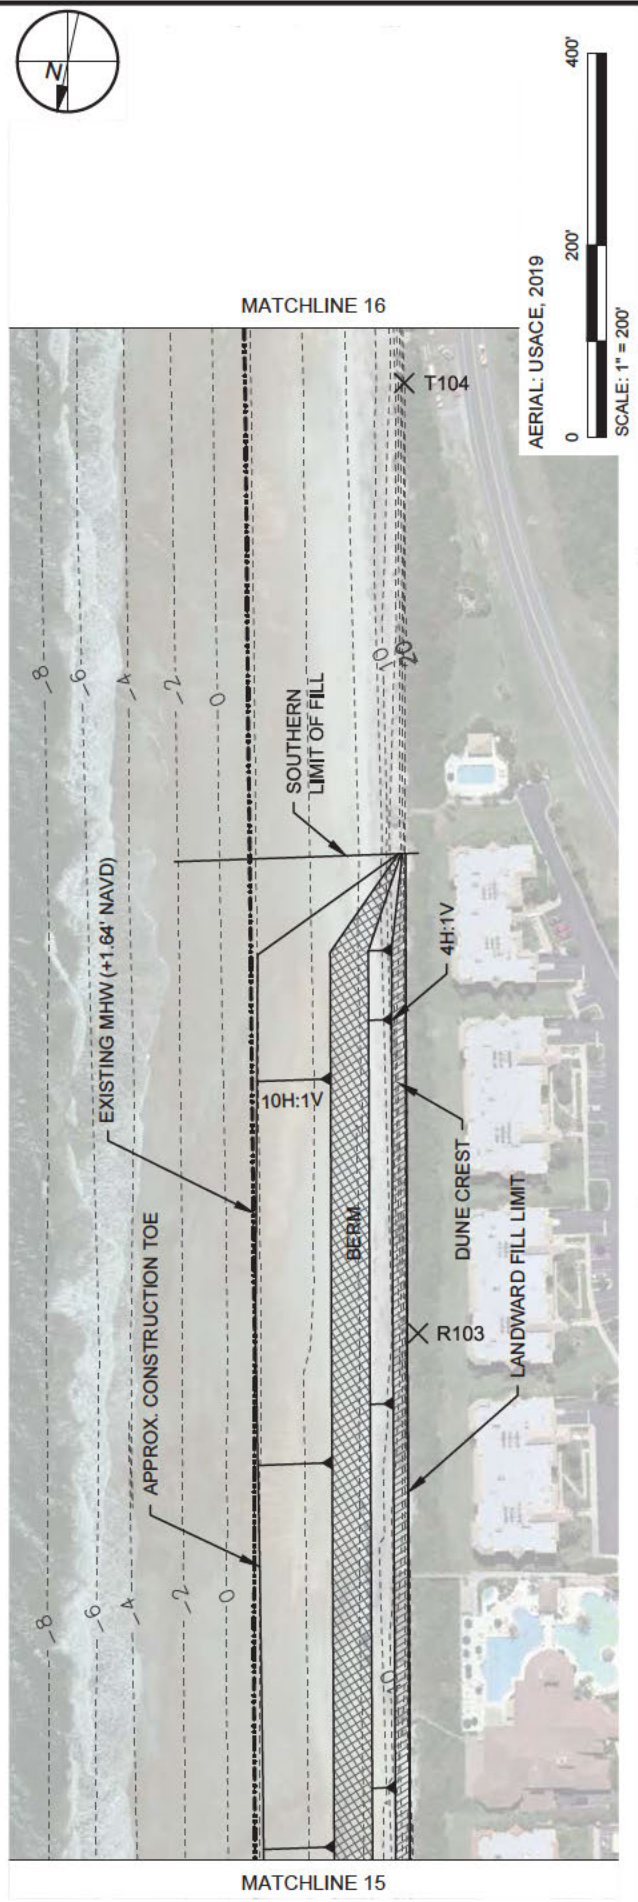 N
400'
200'
0
AERIAL: USACE, 2019
SCALE: 1" = 200'
MATCHLINE 16
T104
-8
-6
-4
-2
0
10
20
SOUTHERN
LIMIT OF FILL
EXISTING MHW (+1.64' NAVD)
4H:1V
10H:1V
BERM
DUNE CREST
LANDWARD FILL LIMIT
R103
APPROX. CONSTRUCTION TOE
-8
-6
-4
-2
0
10
MATCHLINE 15